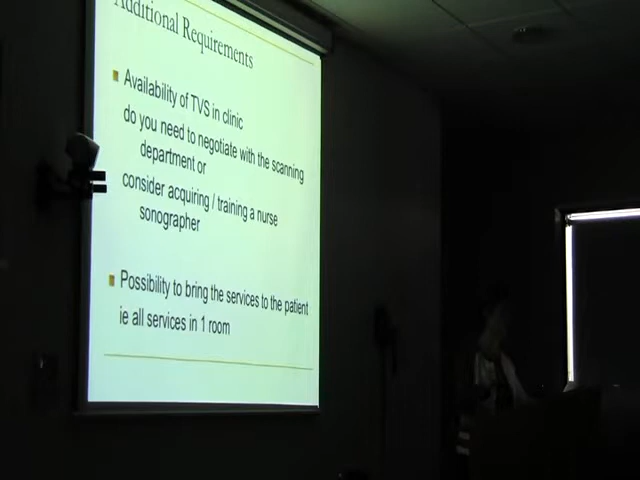 Additional Requirements
Availability of TVS in clinic
do you need to negotiate with the scanning
department or
consider acquiring / training a nurse
sonographer
Possibility to bring the services to the patient
ie all services in 1 room